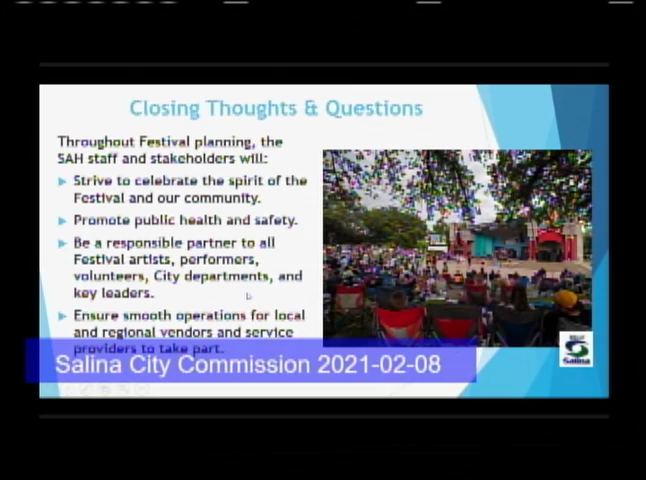 Closing Thoughts & Questions
Throughout Festival planning, the
SAH staff and stakeholders will:
Strive to celebrate the spirit of the
Festival and our community.
Promote public health and safety.
Be a responsible partner to all
Festival artists, performers,
volunteers, City departments, and
key leaders.
Ensure smooth operations for local
and regional vendors and service
providers to take part.
Salina
Salina City Commission 2021-02-08